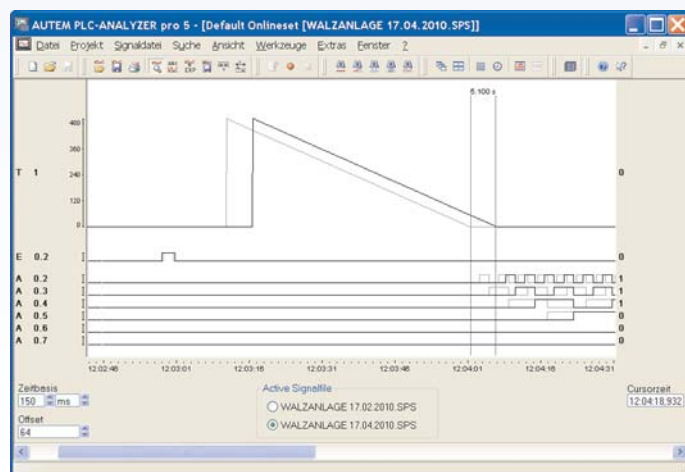 AUTEM PLC-ANALYZER pro 5 - [Default Onlineset [WALZANLAGE 17.04.2010.SPS]]
Datei Projekt Signaldatei Suche Ansicht Werkzeuge Extras Fenster ?
5.100 s
400
360
T 1
240
0
120
0
E 0.2 0
A 0.2 1
A 0.3 1
A 0.4 1
A 0.5 0
A 0.6 0
A 0.7 0
12:02:46 12:03:01 12:03:16 12:03:31 12:03:46 12:04:01 12:04:16 12:04:31
Zeitbasis
150 ms
Offset
64
Active Signalfile
WALZANLAGE 17.02.2010.SPS
WALZANLAGE 17.04.2010.SPS
Cursorzeit
12:04:18,932